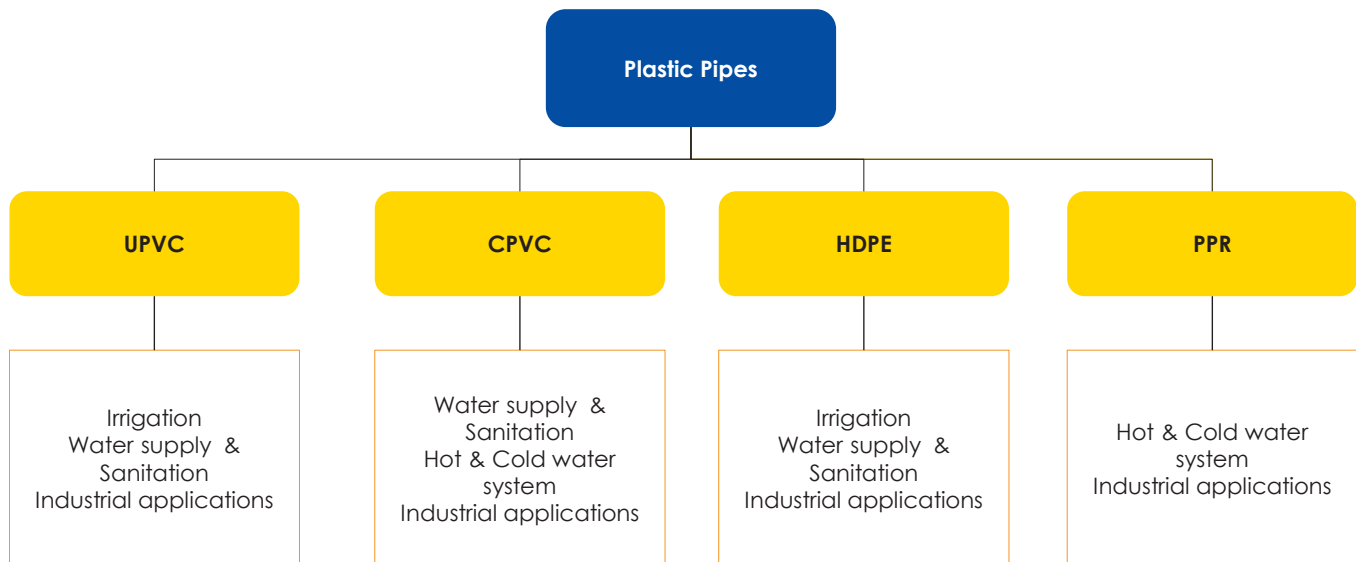 Plastic Pipes
UPVC
CPVC
HDPE
PPR
Irrigation
Water supply &
Sanitation
Industrial applications
Water supply &
Sanitation
Hot & Cold water
system
Industrial applications
Irrigation
Water supply &
Sanitation
Industrial applications
Hot & Cold water
system
Industrial applications